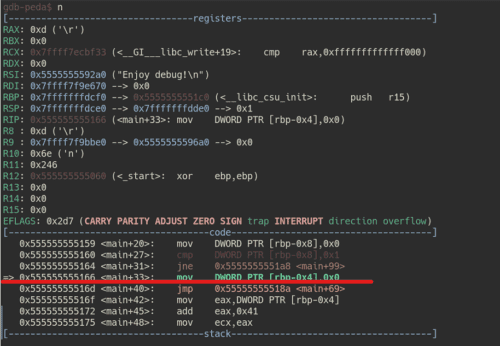 gdb-peda$ n
[----------------------------------registers-----------------------------------]
RAX: 0xd ('\r')
RBX: 0x0
RCX: 0x7ffff7ecbf33 (<__GI___libc_write+19>: cmp rax,0xfffffffffffff000)
RDX: 0x0
RSI: 0x5555555592a0 ("Enjoy debug!\n")
RDI: 0x7ffff7f9e670 --> 0x0
RBP: 0x7fffffffdcf0 --> 0x5555555551c0 (<__libc_csu_init>: push r15)
RSP: 0x7fffffffdce0 --> 0x7fffffffdde0 --> 0x1
RIP: 0x555555555166 (<main+33>: mov DWORD PTR [rbp-0x4],0x0)
R8 : 0xd ('\r')
R9 : 0x7ffff7f9bbe0 --> 0x5555555596a0 --> 0x0
R10: 0x6e ('n')
R11: 0x246
R12: 0x555555555060 (<_start>: xor ebp,ebp)
R13: 0x0
R14: 0x0
R15: 0x0
EFLAGS: 0x2d7 (CARRY PARITY ADJUST ZERO SIGN trap INTERRUPT direction overflow)
[-------------------------------------code-------------------------------------]
0x555555555159 <main+20>: mov DWORD PTR [rbp-0x8],0x0
0x555555555160 <main+27>: cmp DWORD PTR [rbp-0x8],0x1
0x555555555164 <main+31>: jne 0x5555555551a8 <main+99>
=> 0x555555555166 <main+33>: mov DWORD PTR [rbp-0x4],0x0
0x55555555516d <main+40>: jmp 0x55555555518a <main+69>
0x55555555516f <main+42>: mov eax,DWORD PTR [rbp-0x4]
0x555555555172 <main+45>: add eax,0x41
0x555555555175 <main+48>: mov ecx,eax
[------------------------------------stack-------------------------------------]